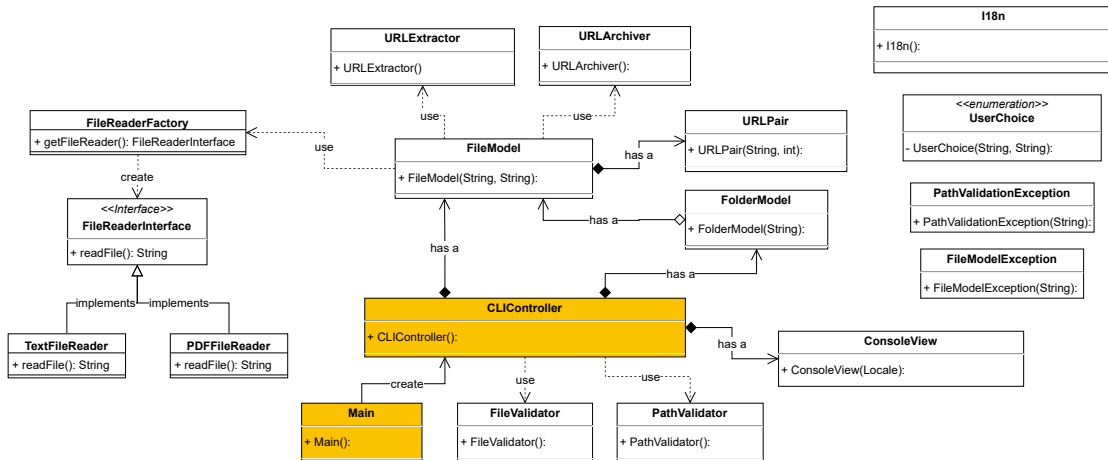 URLExtractor
+ URLExtractor()
URLArchiver
+ URLArchiver():
I18n
+ I18n():
FileReaderFactory
+ getFileReader(): FileReaderInterface
use
use
use
FileModel
+ FileModel(String, String):
has a
URLPair
+ URLPair(String, int):
<<enumeration>>
UserChoice
- UserChoice(String, String):
create
<<Interface>>
FileReaderInterface
+ readFile(): String
has a
FolderModel
+ FolderModel(String):
PathValidationException
+ PathValidationException(String):
has a
has a
FileModelException
+ FileModelException(String):
implements
implements
TextFileReader
+ readFile(): String
PDFFileReader
+ readFile(): String
CLIController
+ CLIController():
has a
ConsoleView
+ ConsoleView(Locale):
create
use
use
Main
+ Main():
FileValidator
+ FileValidator():
PathValidator
+ PathValidator():